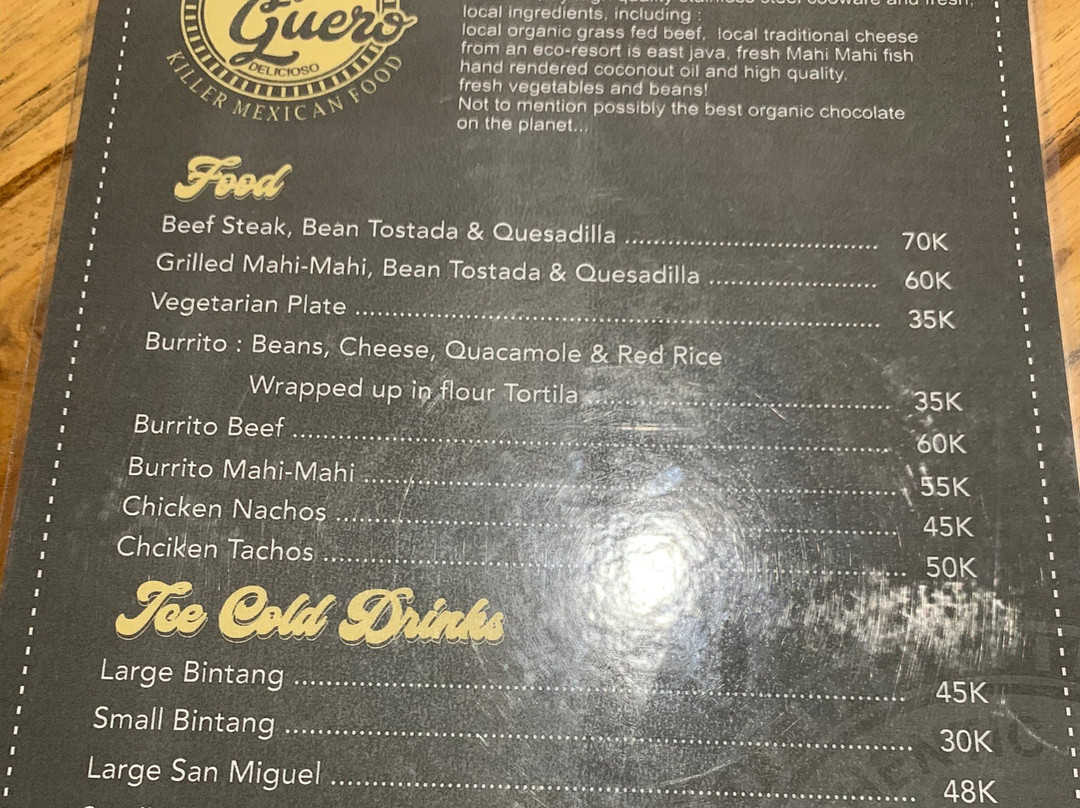 Guero
DELICIOSO
KILLER MEXICAN FOOD
local ingredients, including :
local organic grass fed beef, local traditional cheese
from an eco-resort is east java, fresh Mahi Mahi fish
hand rendered coconut oil and high quality,
fresh vegetables and beans!
Not to mention possibly the best organic chocolate
on the planet...
Food
Beef Steak, Bean Tostada & Quesadilla 70K
Grilled Mahi-Mahi, Bean Tostada & Quesadilla 60K
Vegetarian Plate 35K
Burrito : Beans, Cheese, Quacamole & Red Rice
Wrapped up in flour Tortila 35K
Burrito Beef 60K
Burrito Mahi-Mahi 55K
Chicken Nachos 45K
Chciken Tachos 50K
Ice Cold Drinks
Large Bintang 45K
Small Bintang 30K
Large San Miguel 48K